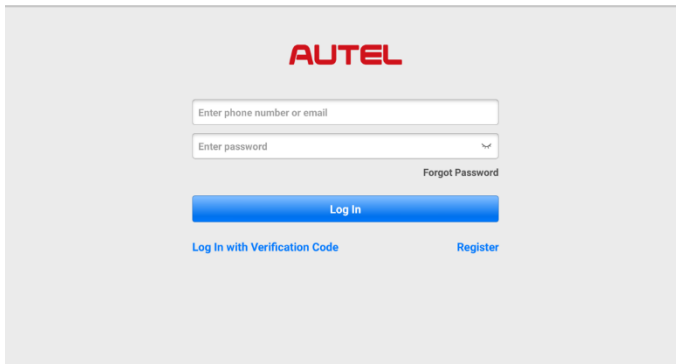 AUTEL
Enter phone number or email
Enter password
Forgot Password
Log In
Log In with Verification Code
Register